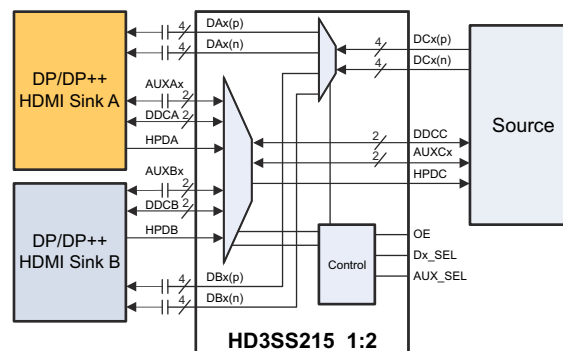 4
DAx(p)
4
DAx(n)
4
DCx(p)
4
DCx(n)
DP/DP++
HDMI Sink A
AUXAx
2
DDCA
2
HPDA
Source
2
DDCC
2
AUXCx
HPDC
AUXBx
2
DDCB
2
HPDB
DP/DP++
HDMI Sink B
Control
OE
Dx_SEL
AUX_SEL
4
DBx(p)
4
DBx(n)
HD3SS215 1:2